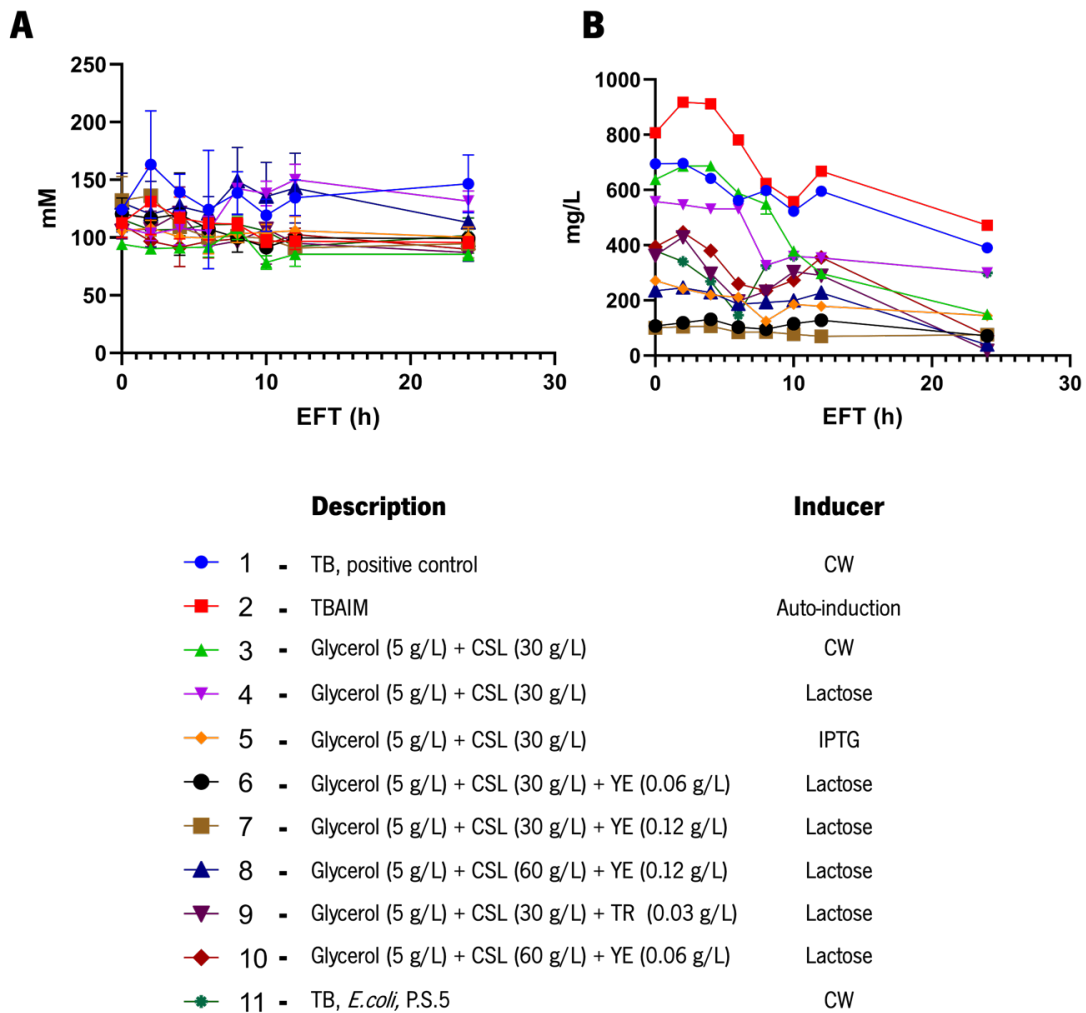 A
B
250
200
150
100
50
0
mM
0
10
20
30
EFT (h)
1000
800
600
400
200
0
mg/L
0
10
20
30
EFT (h)
Description Inducer
1 - TB, positive control CW
2 - TBAIM Auto-induction
3 - Glycerol (5 g/L) + CSL (30 g/L) CW
4 - Glycerol (5 g/L) + CSL (30 g/L) Lactose
5 - Glycerol (5 g/L) + CSL (30 g/L) IPTG
6 - Glycerol (5 g/L) + CSL (30 g/L) + YE (0.06 g/L) Lactose
7 - Glycerol (5 g/L) + CSL (30 g/L) + YE (0.12 g/L) Lactose
8 - Glycerol (5 g/L) + CSL (60 g/L) + YE (0.12 g/L) Lactose
9 - Glycerol (5 g/L) + CSL (30 g/L) + TR (0.03 g/L) Lactose
10 - Glycerol (5 g/L) + CSL (60 g/L) + YE (0.06 g/L) Lactose
11 - TB, E.coli, P.S.5 CW